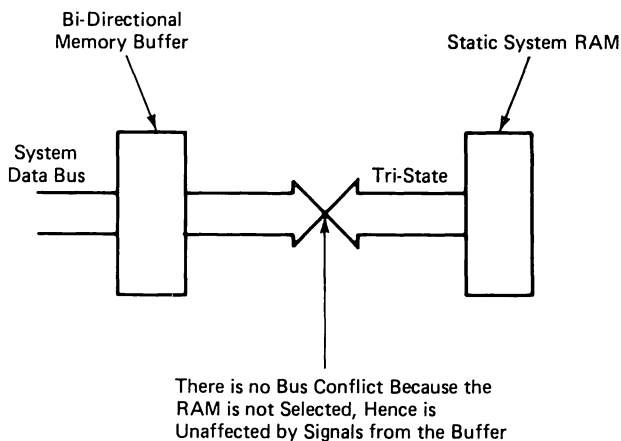 Bi-Directional
Memory Buffer
Static System RAM
System
Data Bus
Tri-State
There is no Bus Conflict Because the
RAM is not Selected, Hence is
Unaffected by Signals from the Buffer